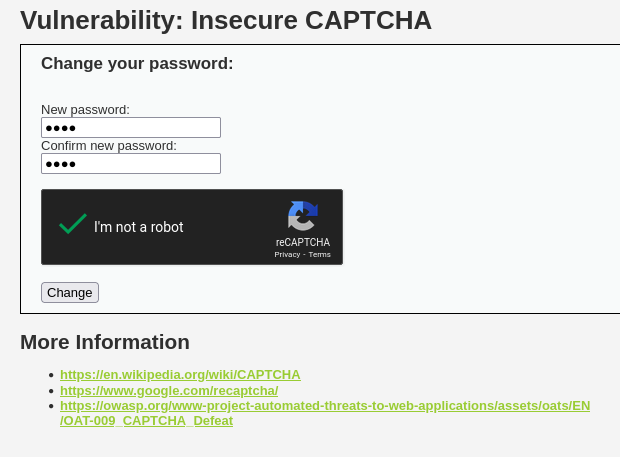 Vulnerability: Insecure CAPTCHA
Change your password:
New password:
●●●●
Confirm new password:
●●●●
I'm not a robot
reCAPTCHA
Privacy - Terms
Change
More Information
• https://en.wikipedia.org/wiki/CAPTCHA
• https://www.google.com/recaptcha/
• https://owasp.org/www-project-automated-threats-to-web-applications/assets/oats/EN
/OAT-009_CAPTCHA_Defeat